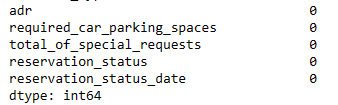 adr 0
required_car_parking_spaces 0
total_of_special_requests 0
reservation_status 0
reservation_status_date 0
dtype: int64